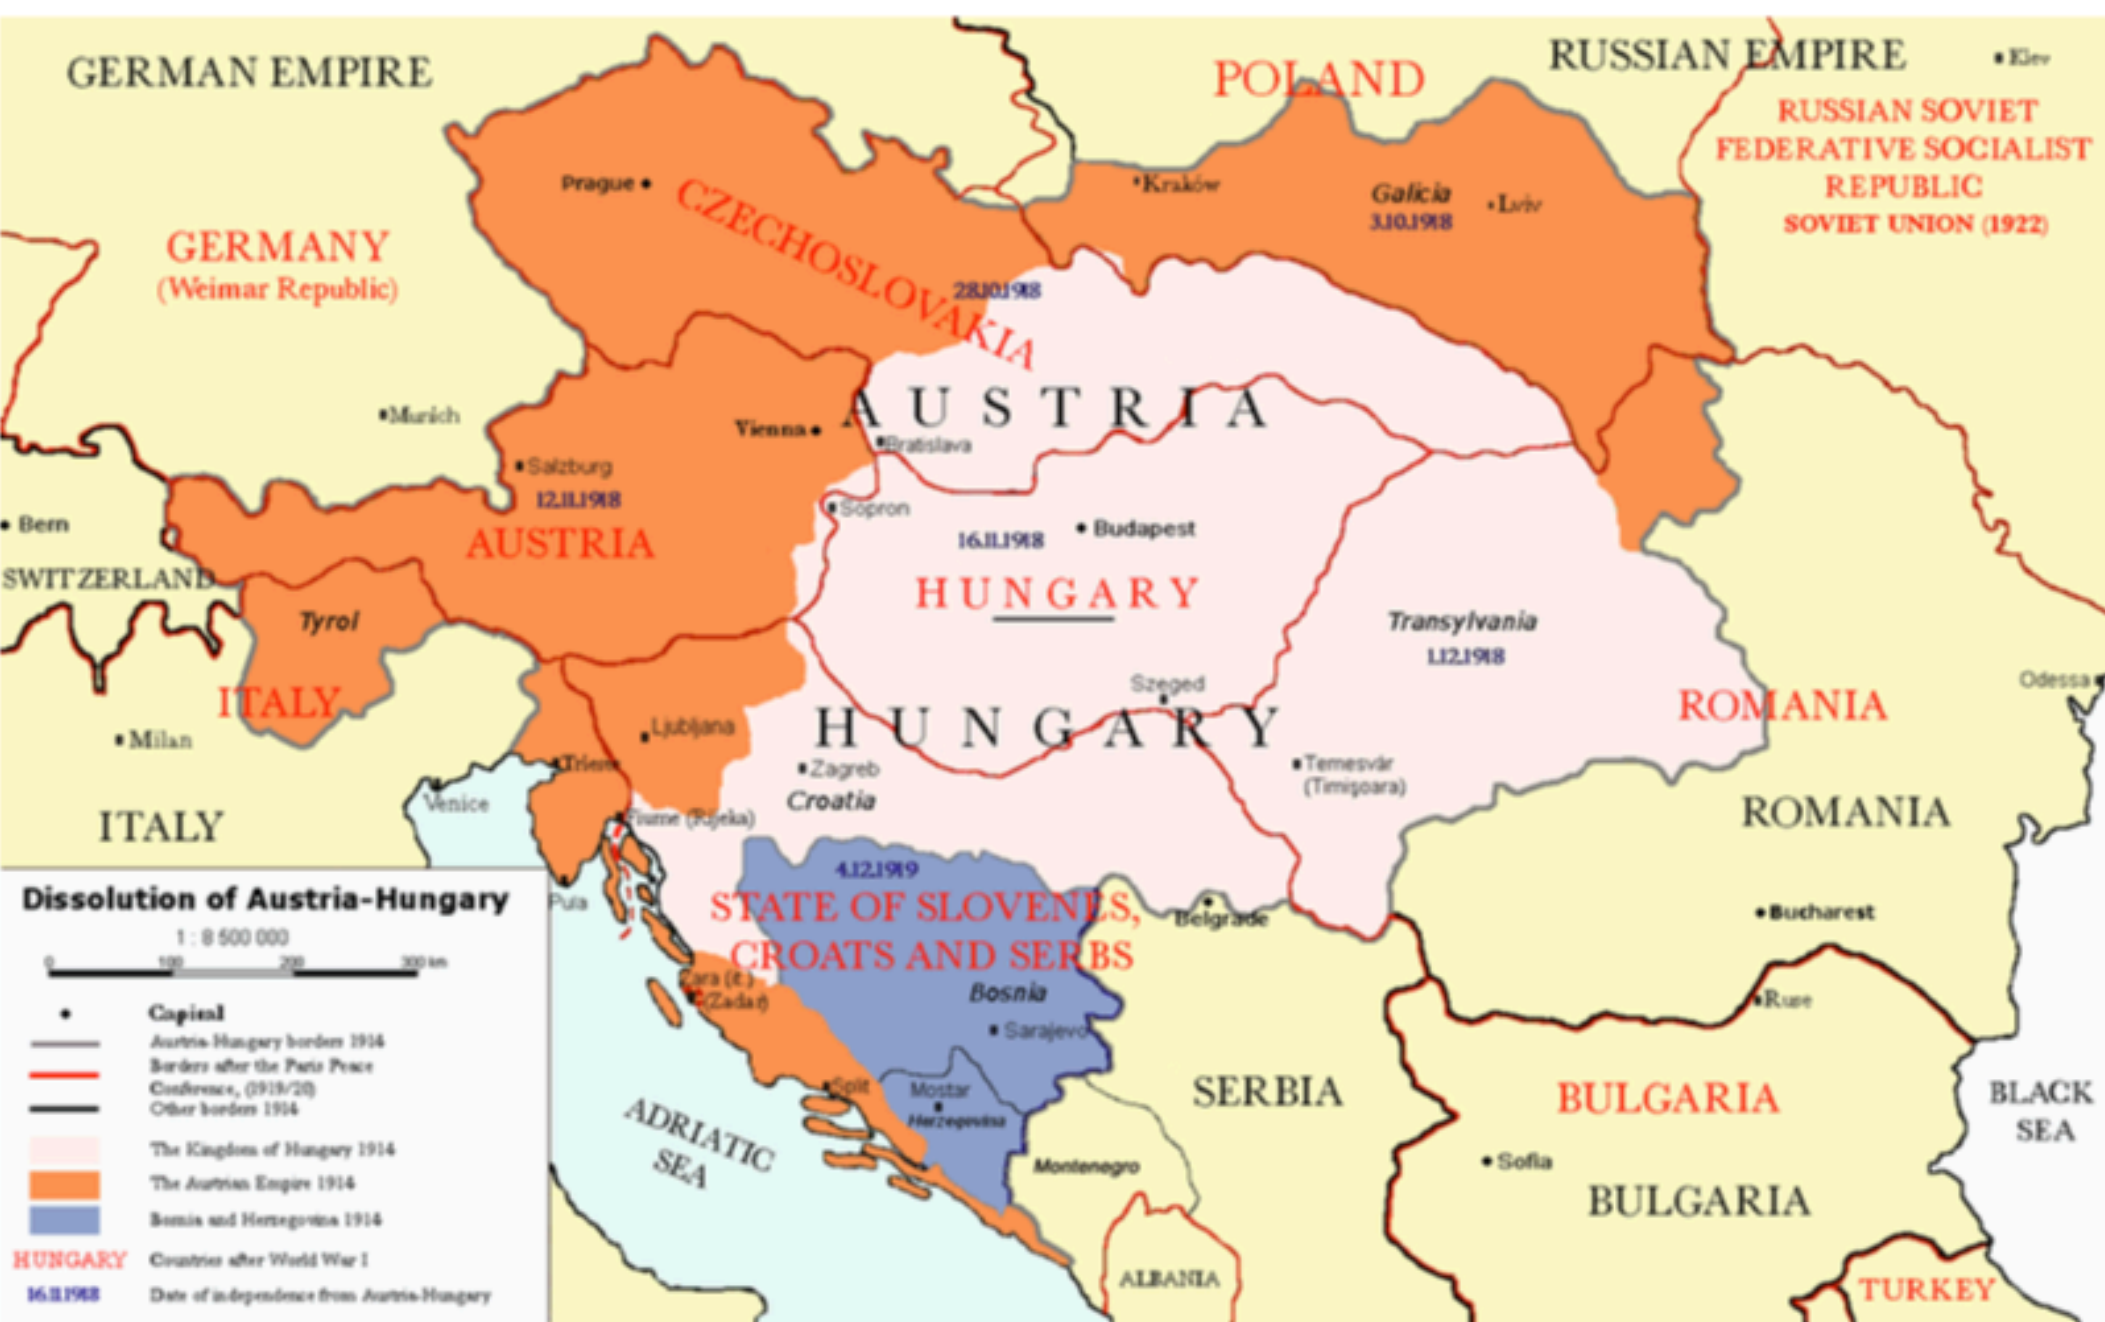 GERMAN EMPIRE
POLAND
RUSSIAN EMPIRE
Kiev
RUSSIAN SOVIET
FEDERATIVE SOCIALIST
REPUBLIC
SOVIET UNION (1922)
Prague
CZECHOSLOVAKIA
28.10.1918
Kraków
Galicia
3.10.1918
Lviv
GERMANY
(Weimar Republic)
Munich
Vienna
AUSTRIA
Bratislava
Salzburg
12.11.1918
AUSTRIA
Sopron
16.11.1918
Budapest
HUNGARY
Bern
SWITZERLAND
Tyrol
ITALY
Transylvania
1.12.1918
Odessa
ROMANIA
Szeged
HUNGARY
Milan
Ljubljana
Zagreb
Croatia
Temesvár
(Timişoara)
Trieste
Venice
Fiume (Rijeka)
ITALY
ROMANIA
4.12.1919
STATE OF SLOVENES,
CROATS AND SERBS
Belgrade
Bucharest
Pula
Zara (it.)
(Zadar)
Bosnia
Sarajevo
Ruse
Split
Mostar
Herzegovina
SERBIA
BULGARIA
BLACK
SEA
ADRIATIC
SEA
Montenegro
Sofia
BULGARIA
ALBANIA
TURKEY
Dissolution of Austria-Hungary
1 : 8 500 000
0 100 200 300 km
Capital
Austria-Hungary borders 1914
Borders after the Paris Peace
Conference, (1919/20)
Other borders 1914
The Kingdom of Hungary 1914
The Austrian Empire 1914
Bosnia and Herzegovina 1914
HUNGARY Countries after World War I
16.11.1918 Date of independence from Austria-Hungary